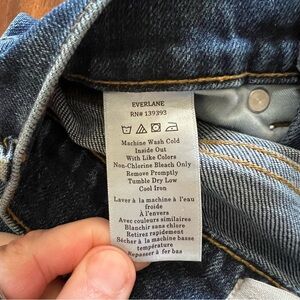 EVERLANE
RN# 139393
Machine Wash Cold
Inside Out
With Like Colors
Non-Chlorine Bleach Only
Remove Promptly
Tumble Dry Low
Cool Iron
Laver à la machine à l'eau
froide
À l'envers
Avec couleurs similaires
Blanchir sans chlore
Retirez rapidement
Sécher à la machine basse
température
Repasser à fer doux